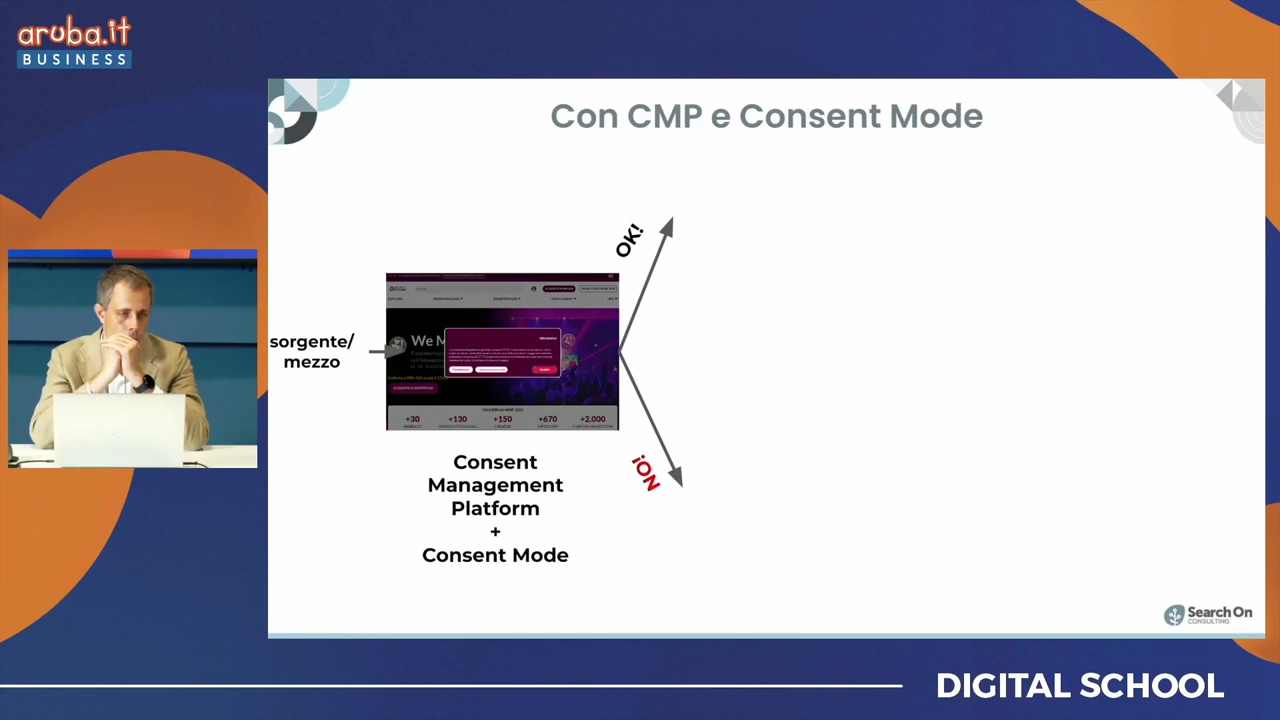 aruba.it
BUSINESS
Con CMP e Consent Mode
OK!
sorgente/
mezzo
We M
+30
+130
+150
+670
+2.000
NO!
Consent
Management
Platform
+
Consent Mode
Search On
CONSULTING
DIGITAL SCHOOL